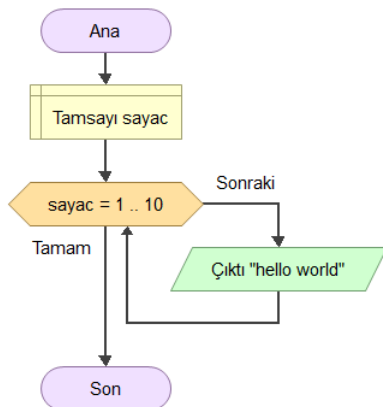 Ana
Tamsayı sayac
sayac = 1 .. 10
Sonraki
Tamam
Çıktı "hello world"
Son